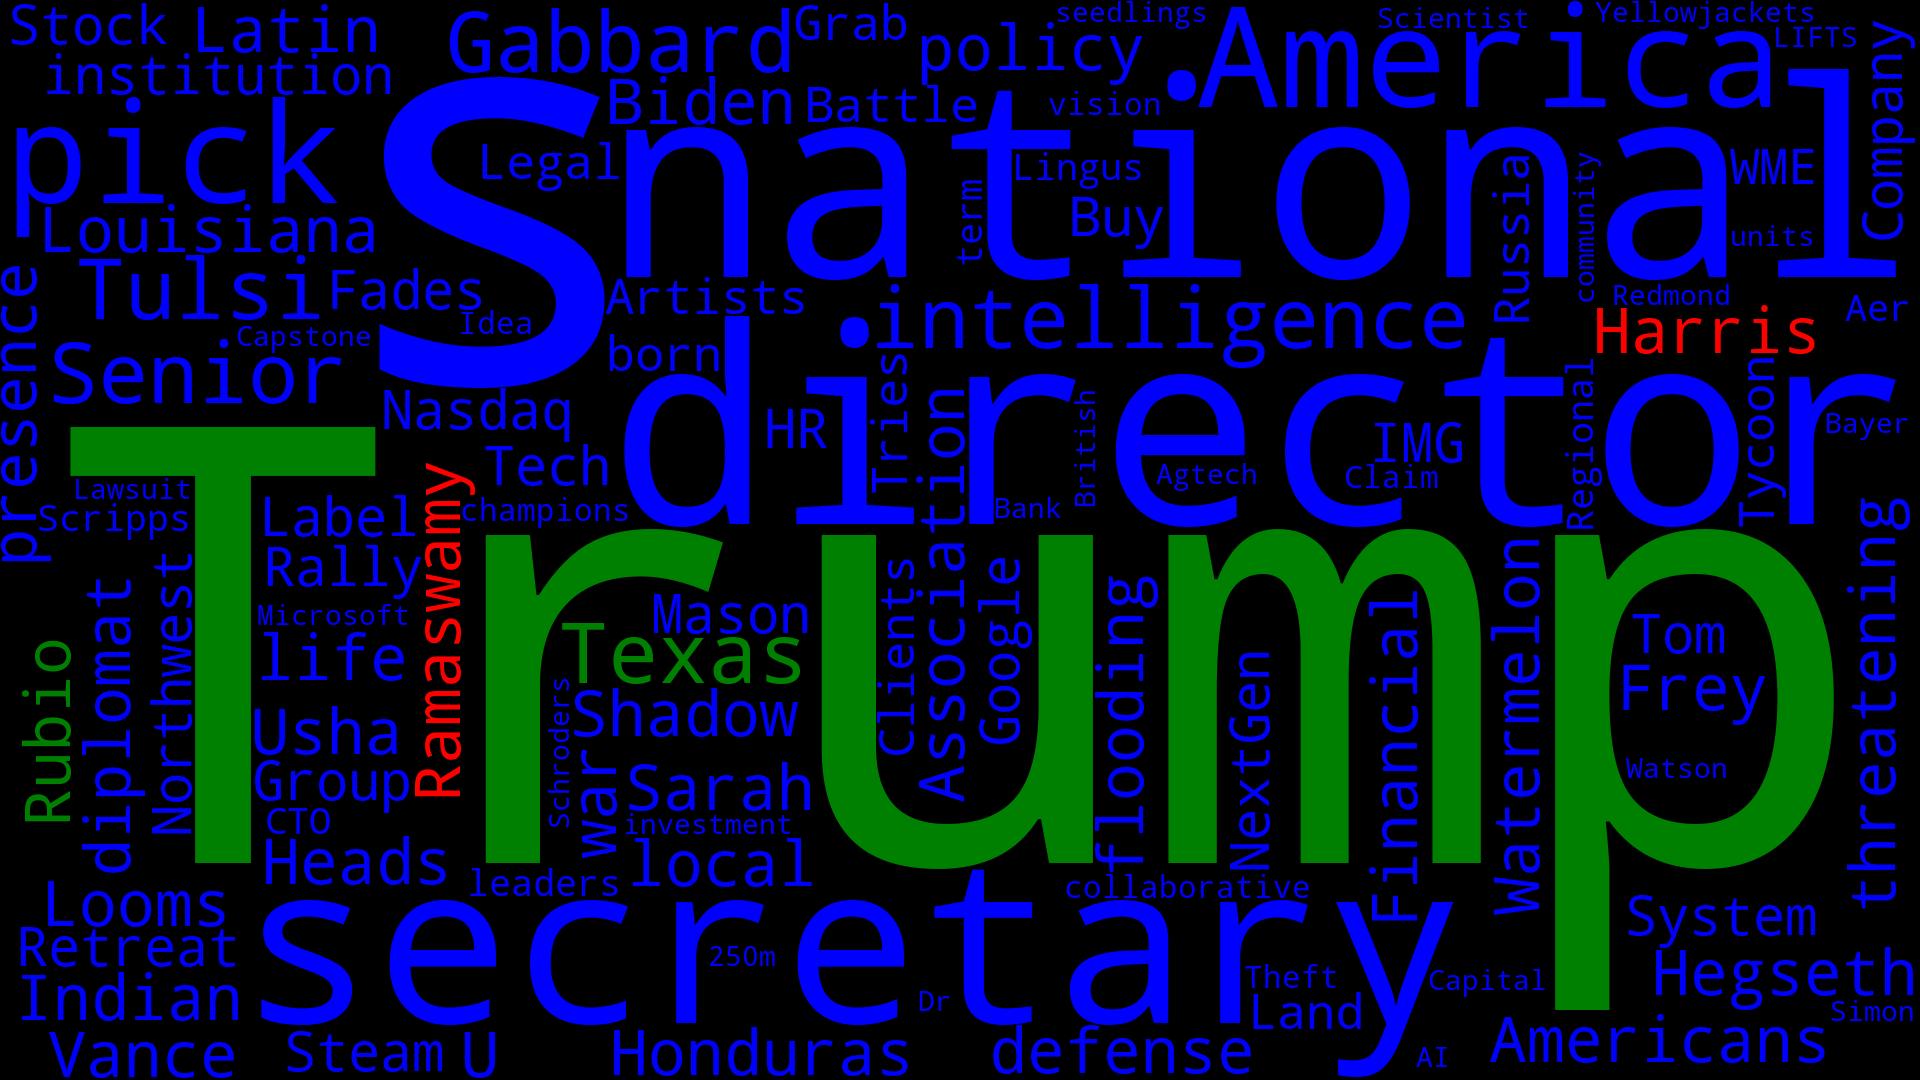 Stock
Latin
Gabbard
Grab
policy
seedlings
America
Scientist
Yellowjackets
LIFTS
Company
institution
Biden
Battle
vision
pick
S
national
Legal
Lingus
term
Buy
Russia
community
WME
units
Louisiana
Tulsi
Fades
Artists
intelligence
Redmond
Harris
Aer
Capstone
Idea
born
director
presence
Senior
Nasdaq
HR
Tries
Association
British
IMG
Regional
Tycoon
Bayer
Tech
Agtech
Claim
Trump
Lawsuit
Scripps
Label
Ramaswamy
champions
Bank
threatening
Rally
Northwest
diplomat
Microsoft
Mason
Clients
Google
flooding
NextGen
Financial
Watermelon
Tom
Rubio
life
Texas
Frey
Schroders
Shadow
Usha
Group
war
Sarah
Watson
CTO
investment
Heads
leaders
local
collaborative
Looms
secretary
System
Retreat
250m
Theft
Capital
Hegseth
Indian
Dr
Land
Simon
Vance
Steam
U
Honduras
defense
AI
Americans